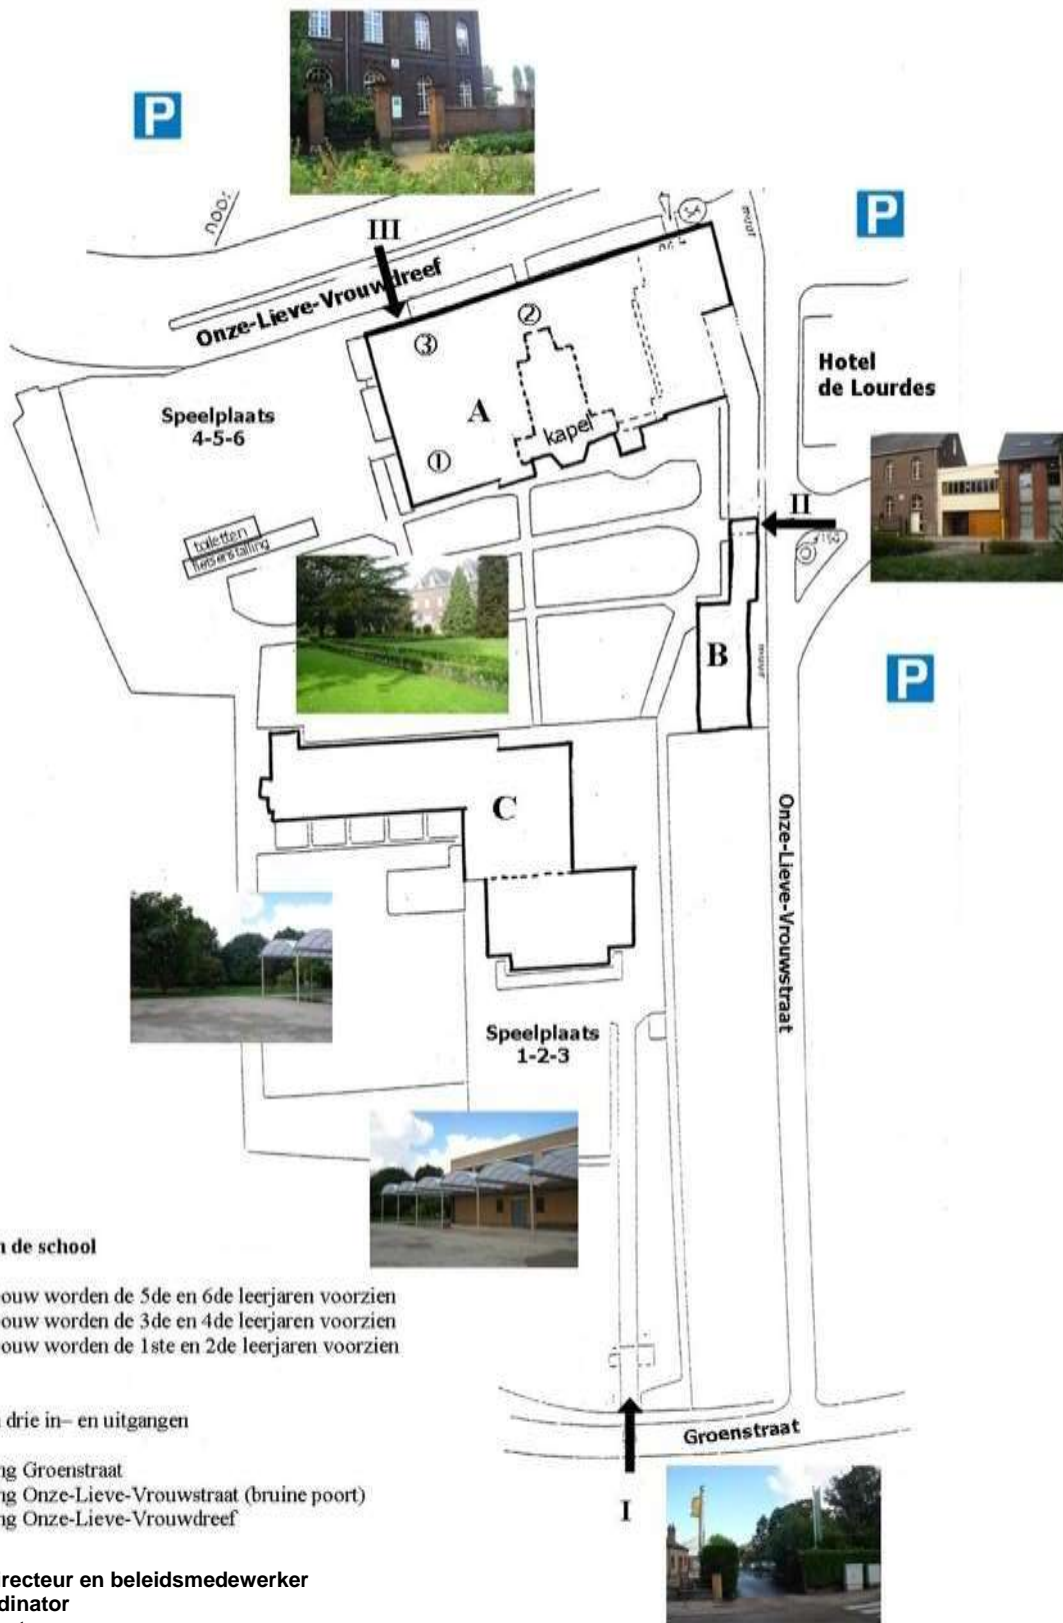 P
III
noor
Onze-Lieve-Vrouwdreef
P
muur
Hotel
de Lourdes
③
②
A
kapel
①
Speelplaats
4-5-6
toiletten
fietsenstalling
II
B
P
C
Onze-Lieve-Vrouwstraat
Speelplaats
1-2-3
n de school
ouw worden de 5de en 6de leerjaren voorzien
ouw worden de 3de en 4de leerjaren voorzien
ouw worden de 1ste en 2de leerjaren voorzien
drie in– en uitgangen
ng Groenstraat
ng Onze-Lieve-Vrouwstraat (bruine poort)
ng Onze-Lieve-Vrouwdreef
Groenstraat
I
irecteur en beleidsmedewerker
dinator